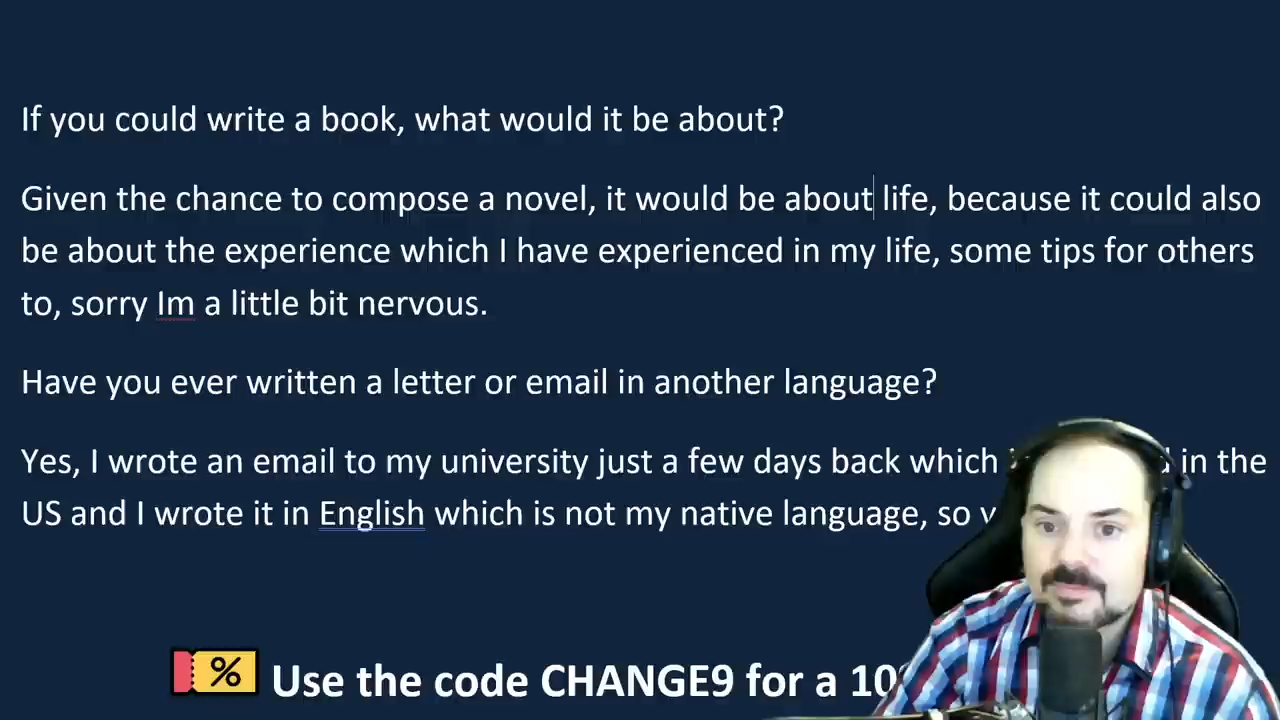 If you could write a book, what would it be about?
Given the chance to compose a novel, it would be about life, because it could also
be about the experience which I have experienced in my life, some tips for others
to, sorry Im a little bit nervous.
Have you ever written a letter or email in another language?
Yes, I wrote an email to my university just a few days back which in the
US and I wrote it in English which is not my native language, so
% Use the code CHANGE9 for a 10